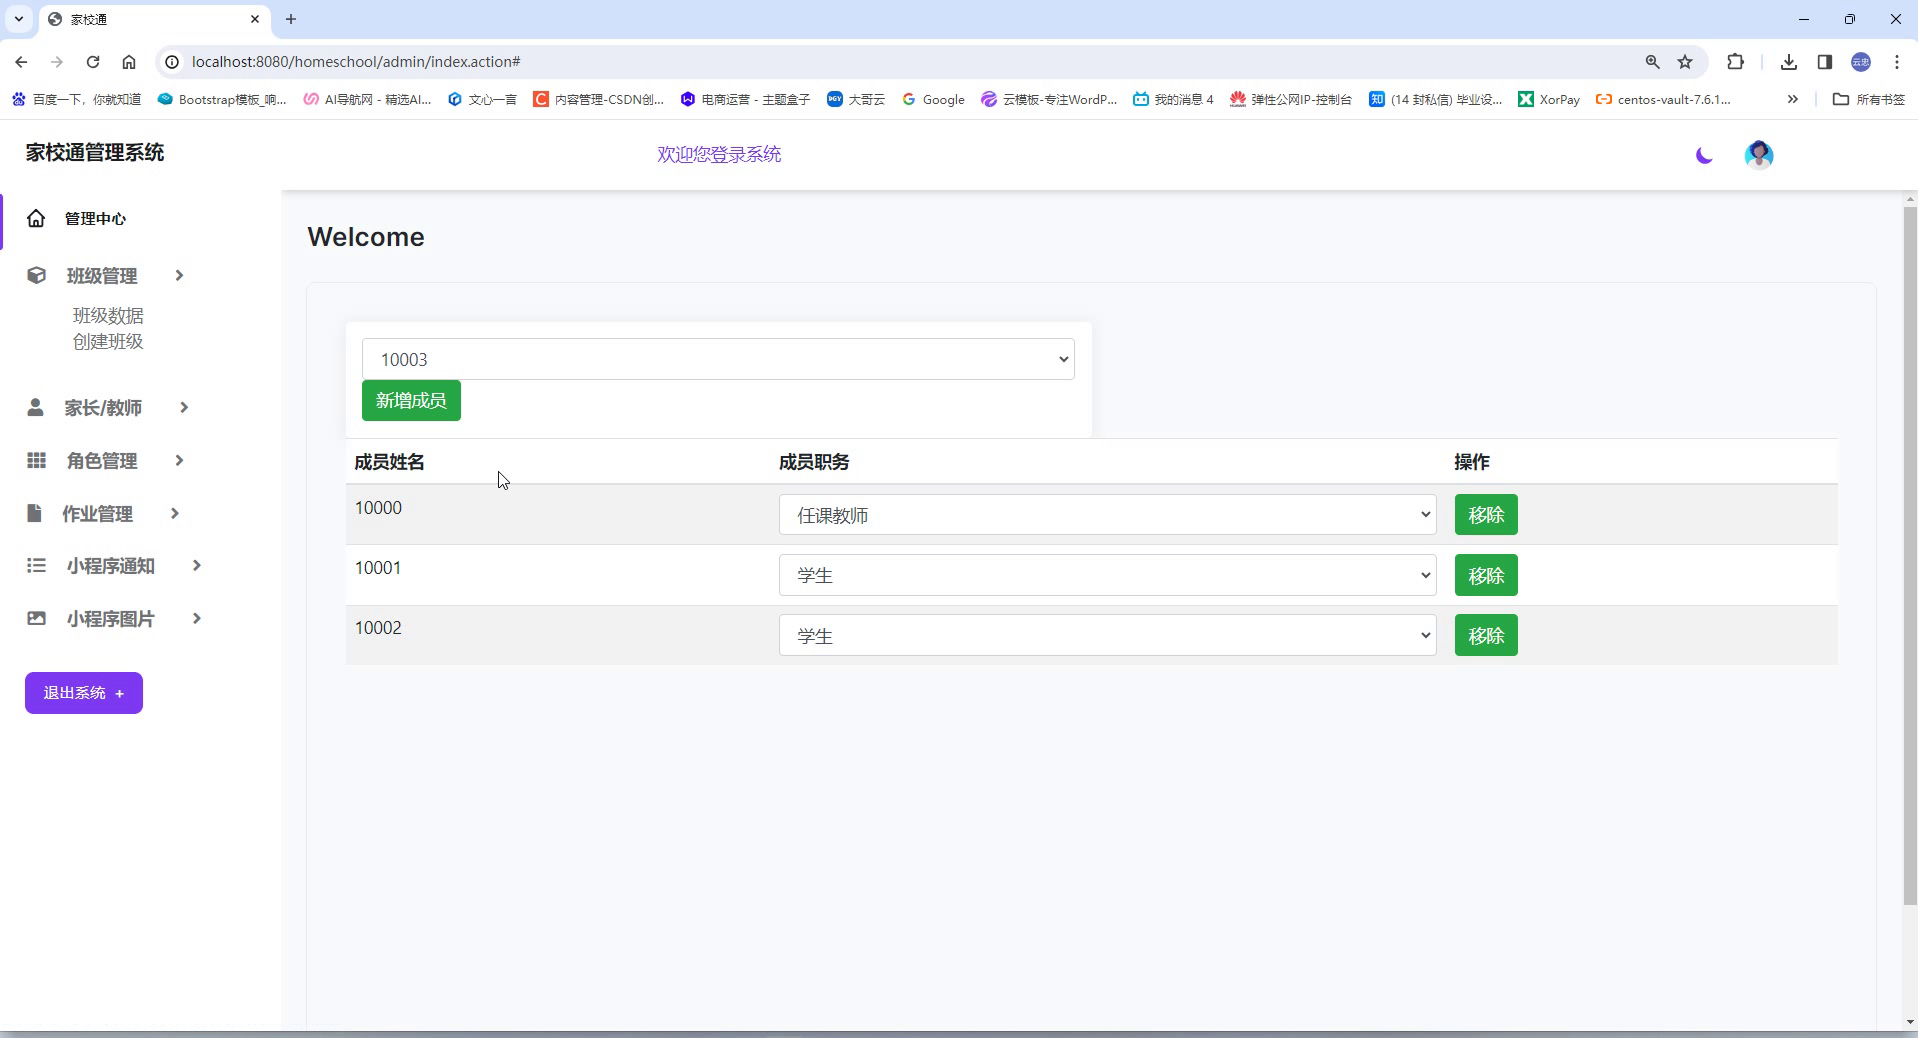 家校通
localhost:8080/homeschool/admin/index.action#
云忠
百度一下，你就知道
Bootstrap模板_响...
AI导航网 - 精选AI...
文心一言
内容管理-CSDN创...
电商运营 - 主题盒子
大哥云
Google
云模板-专注WordP...
我的消息 4
弹性公网IP-控制台
(14 封私信) 毕业设...
XorPay
centos-vault-7.6.1...
所有书签
家校通管理系统
欢迎您登录系统
管理中心
班级管理
班级数据
创建班级
家长/教师
角色管理
作业管理
小程序通知
小程序图片
退出系统 +
Welcome
10003
新增成员
成员姓名 成员职务 操作
10000 任课教师 移除
10001 学生 移除
10002 学生 移除